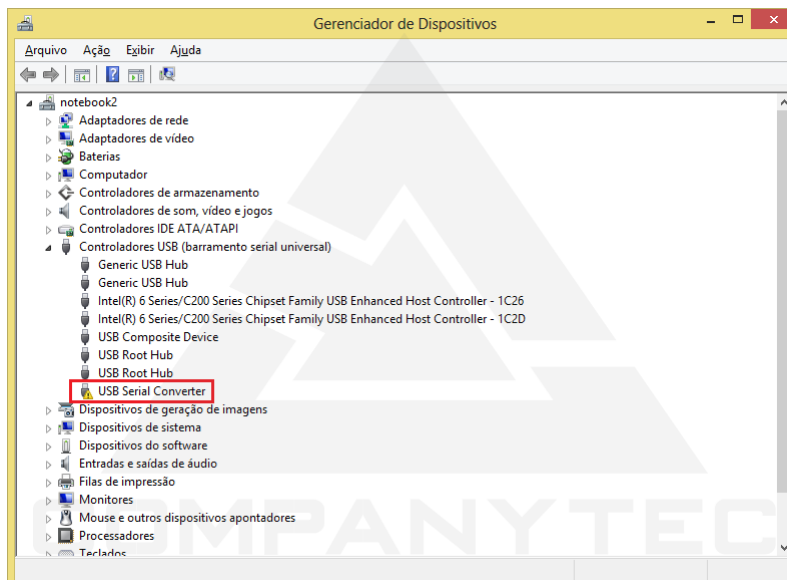 Gerenciador de Dispositivos
Arquivo Ação Exibir Ajuda
notebook2
Adaptadores de rede
Adaptadores de vídeo
Baterias
Computador
Controladores de armazenamento
Controladores de som, vídeo e jogos
Controladores IDE ATA/ATAPI
Controladores USB (barramento serial universal)
Generic USB Hub
Generic USB Hub
Intel(R) 6 Series/C200 Series Chipset Family USB Enhanced Host Controller - 1C26
Intel(R) 6 Series/C200 Series Chipset Family USB Enhanced Host Controller - 1C2D
USB Composite Device
USB Root Hub
USB Root Hub
USB Serial Converter
Dispositivos de geração de imagens
Dispositivos de sistema
Dispositivos do software
Entradas e saídas de áudio
Filas de impressão
Monitores
Mouse e outros dispositivos apontadores
Processadores
Teclados
COMPANYTEC